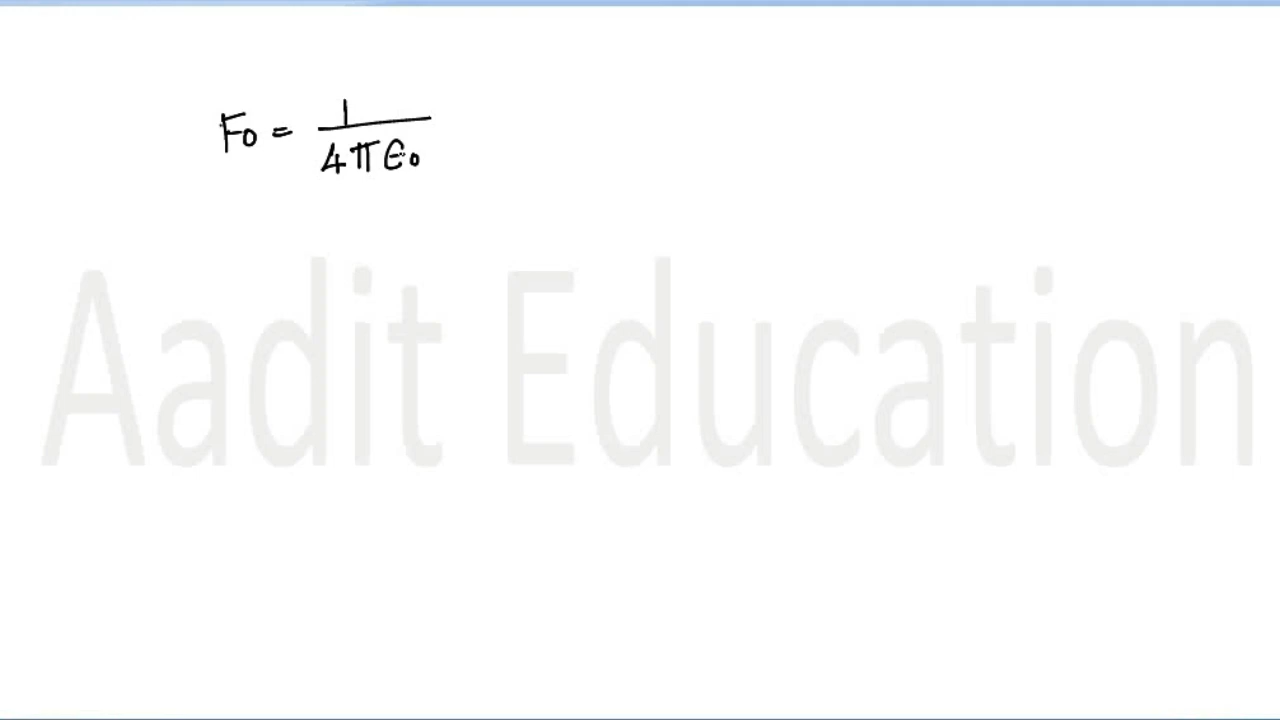 F₀ = 1/(4πϵ₀)
Aadit Education